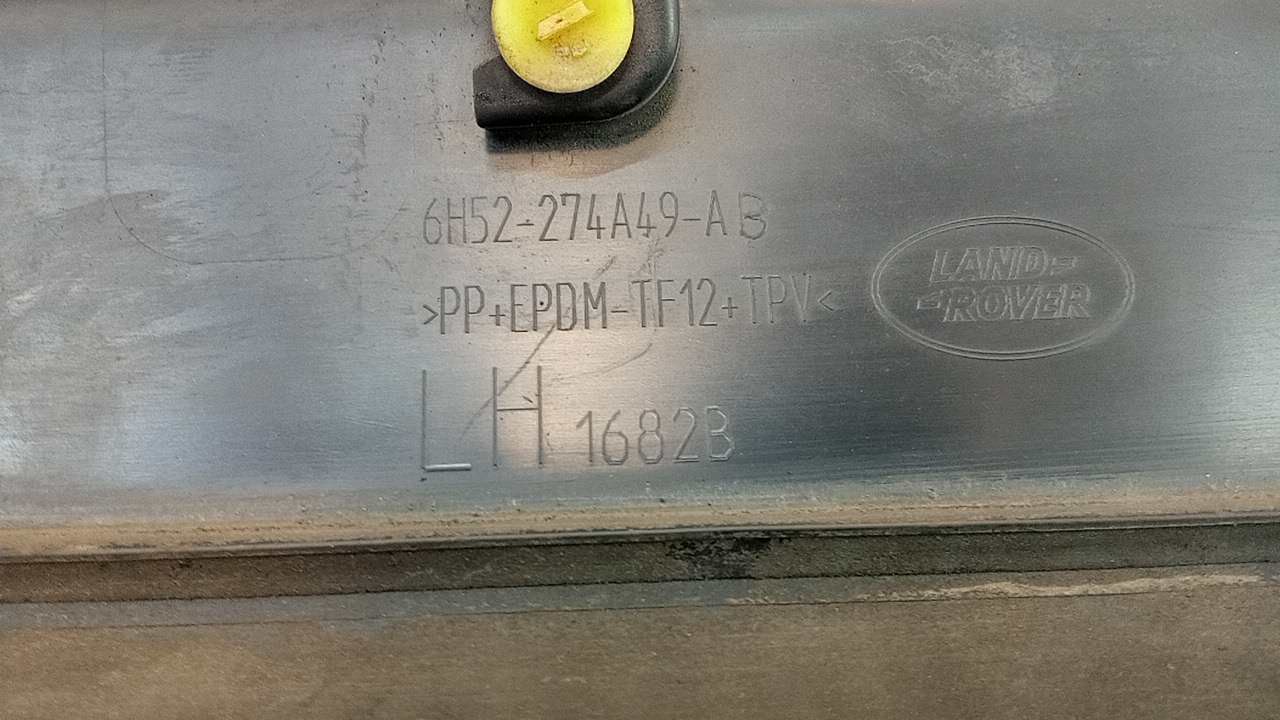 6H52-274A49-AB
>PP+EPDM-TF12+TPV<
LH 1682B
LAND-
-ROVER